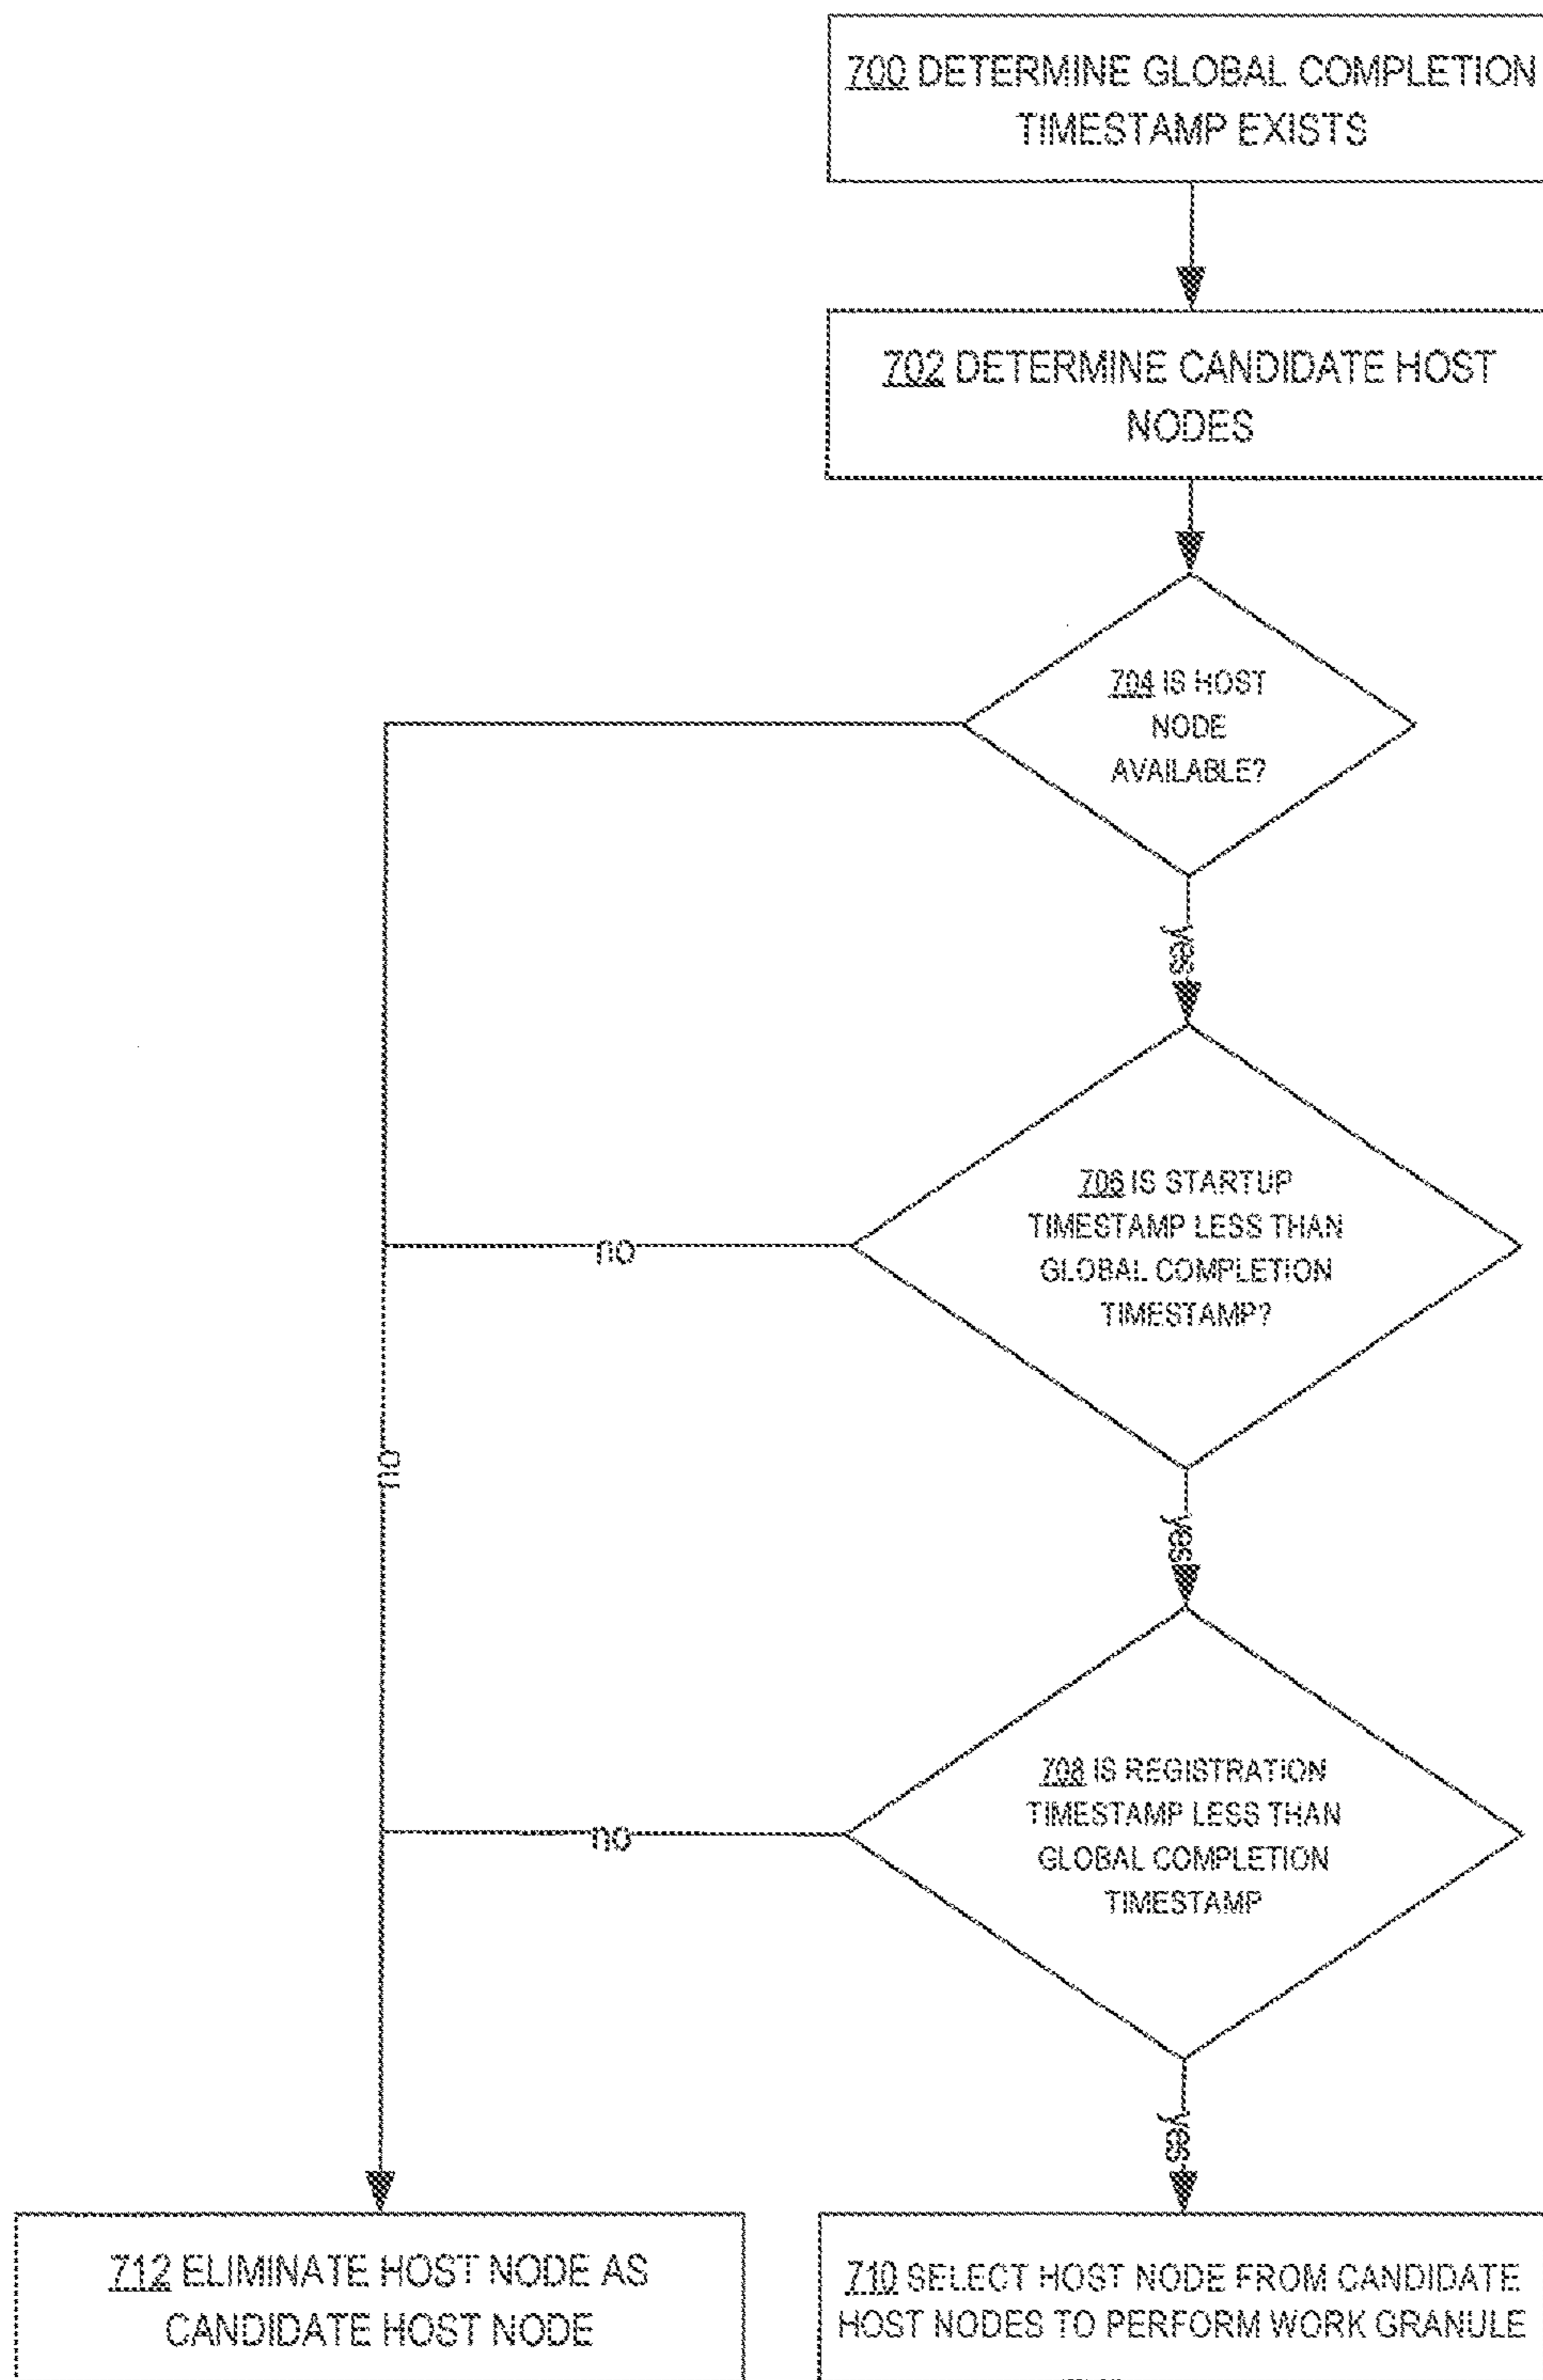 700 DETERMINE GLOBAL COMPLETION
TIMESTAMP EXISTS
702 DETERMINE CANDIDATE HOST
NODES
704 IS HOST
NODE
AVAILABLE?
yes
706 IS STARTUP
TIMESTAMP LESS THAN
GLOBAL COMPLETION
TIMESTAMP?
no
no
yes
708 IS REGISTRATION
TIMESTAMP LESS THAN
GLOBAL COMPLETION
TIMESTAMP
no
yes
712 ELIMINATE HOST NODE AS
CANDIDATE HOST NODE
710 SELECT HOST NODE FROM CANDIDATE
HOST NODES TO PERFORM WORK GRANULE